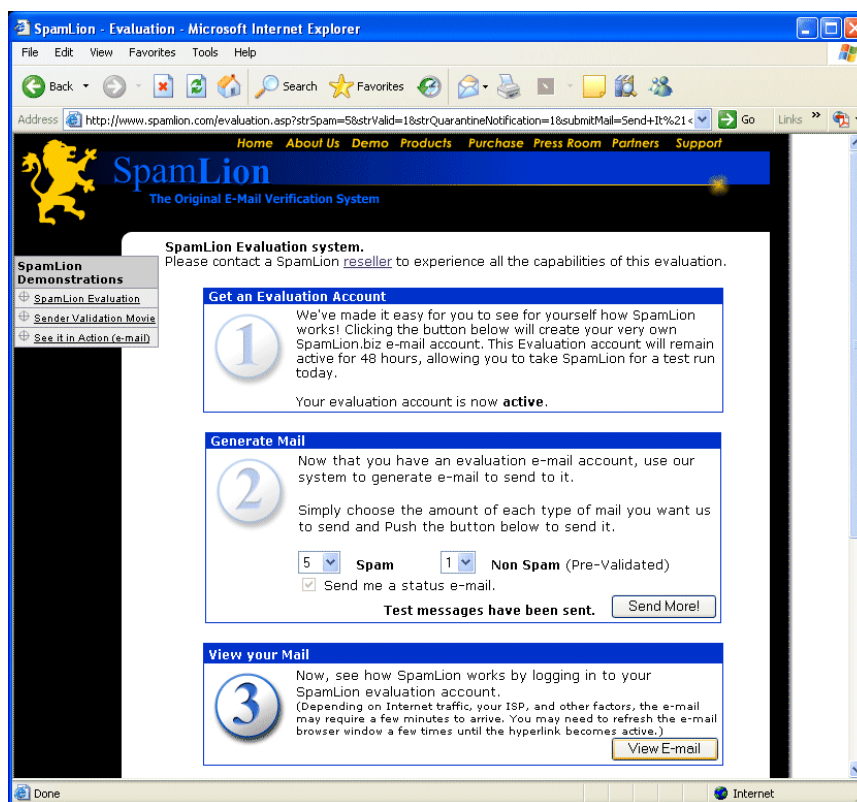 SpamLion - Evaluation - Microsoft Internet Explorer
File Edit View Favorites Tools Help
Back Search Favorites
Address http://www.spamlion.com/evaluation.asp?strSpam=5&strValid=1&strQuarantineNotification=1&submitMail=Send+It%21< Go Links »
Home About Us Demo Products Purchase Press Room Partners Support
SpamLion
The Original E-Mail Verification System
SpamLion Evaluation system.
Please contact a SpamLion reseller to experience all the capabilities of this evaluation.
SpamLion
Demonstrations
SpamLion Evaluation
Sender Validation Movie
See it in Action (e-mail)
Get an Evaluation Account
1
We've made it easy for you to see for yourself how SpamLion
works! Clicking the button below will create your very own
SpamLion.biz e-mail account. This Evaluation account will remain
active for 48 hours, allowing you to take SpamLion for a test run
today.
Your evaluation account is now active.
Generate Mail
2
Now that you have an evaluation e-mail account, use our
system to generate e-mail to send to it.
Simply choose the amount of each type of mail you want us
to send and Push the button below to send it.
5 Spam 1 Non Spam (Pre-Validated)
Send me a status e-mail.
Test messages have been sent. Send More!
View your Mail
3
Now, see how SpamLion works by logging in to your
SpamLion evaluation account.
(Depending on Internet traffic, your ISP, and other factors, the e-mail
may require a few minutes to arrive. You may need to refresh the e-mail
browser window a few times until the hyperlink becomes active.)
View E-mail
Done Internet